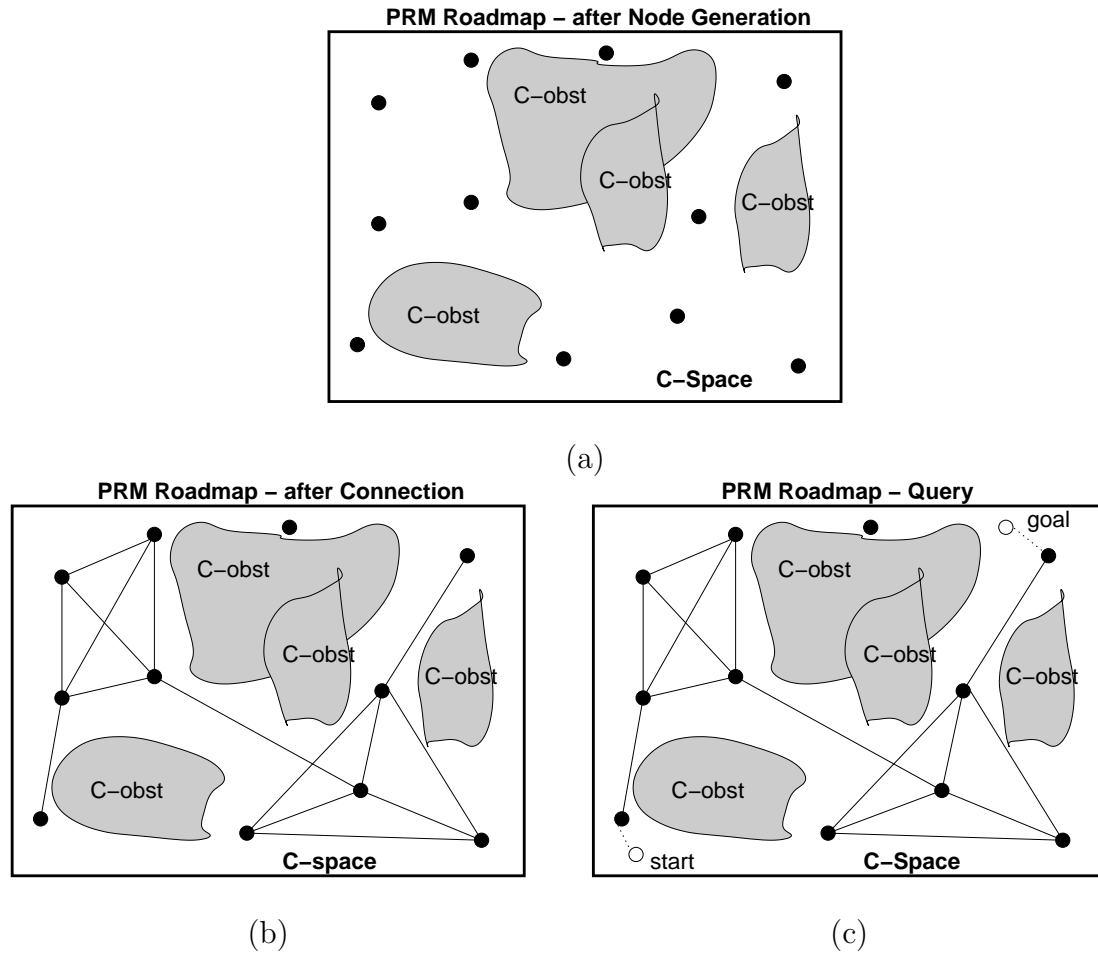 PRM Roadmap − after Node Generation
C−obst
C−obst
C−obst
C−obst
C−Space
(a)
PRM Roadmap − after Connection
C−obst
C−obst
C−obst
C−obst
C−space
(b)
PRM Roadmap − Query
goal
C−obst
C−obst
C−obst
C−obst
start
C−Space
(c)